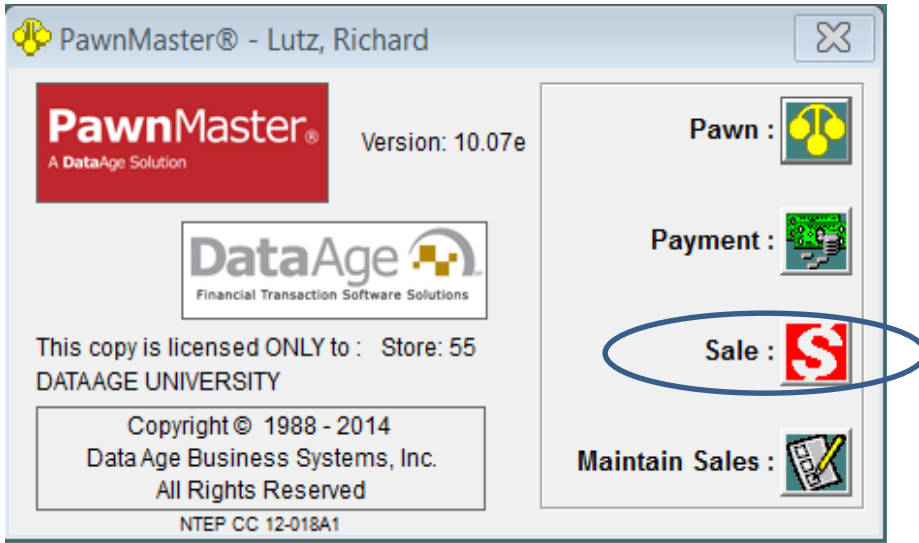 PawnMaster® - Lutz, Richard
PawnMaster®
A DataAge Solution
Version: 10.07e
DataAge
Financial Transaction Software Solutions
This copy is licensed ONLY to : Store: 55
DATAAGE UNIVERSITY
Copyright © 1988 - 2014
Data Age Business Systems, Inc.
All Rights Reserved
NTEP CC 12-018A1
Pawn :
Payment :
Sale :
Maintain Sales :